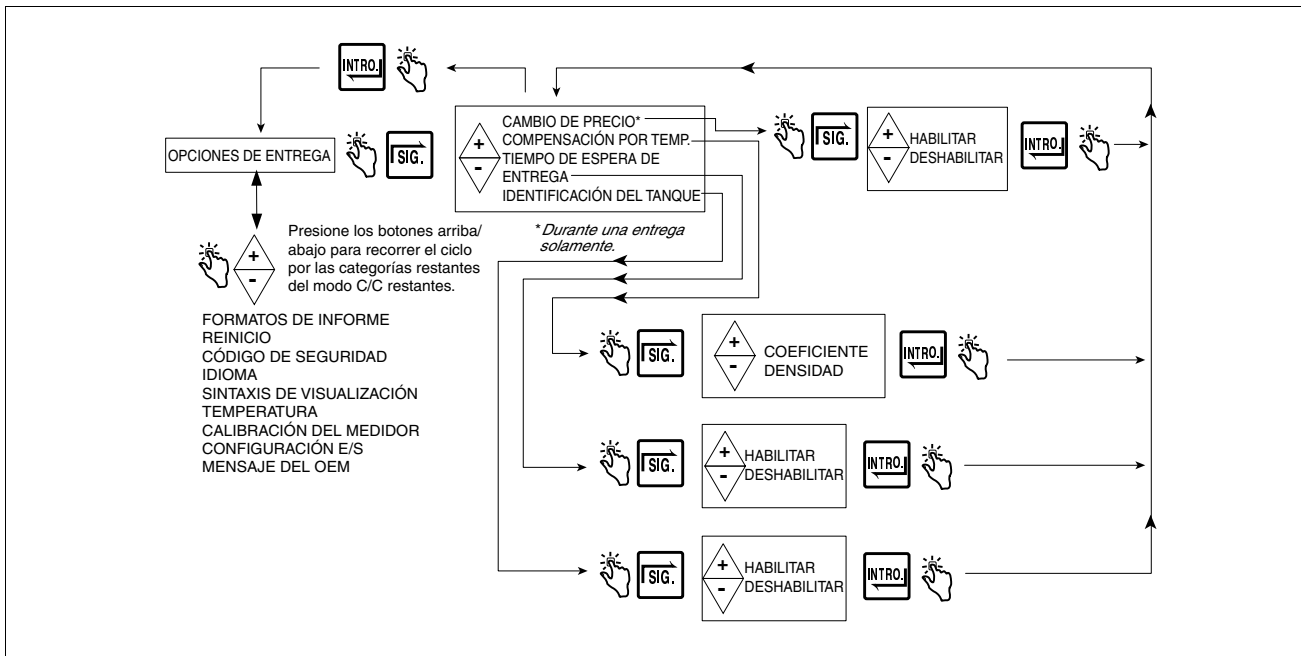 INTRO.
OPCIONES DE ENTREGA
SIG.
+
-
CAMBIO DE PRECIO*
COMPENSACIÓN POR TEMP.
TIEMPO DE ESPERA DE
ENTREGA
IDENTIFICACIÓN DEL TANQUE
SIG.
+
-
HABILITAR
DESHABILITAR
INTRO.
* Durante una entrega
solamente.
+
-
Presione los botones arriba/
abajo para recorrer el ciclo
por las categorías restantes
del modo C/C restantes.
FORMATOS DE INFORME
REINICIO
CÓDIGO DE SEGURIDAD
IDIOMA
SINTAXIS DE VISUALIZACIÓN
TEMPERATURA
CALIBRACIÓN DEL MEDIDOR
CONFIGURACIÓN E/S
MENSAJE DEL OEM
SIG.
+
-
COEFICIENTE
DENSIDAD
INTRO.
SIG.
+
-
HABILITAR
DESHABILITAR
INTRO.
SIG.
+
-
HABILITAR
DESHABILITAR
INTRO.